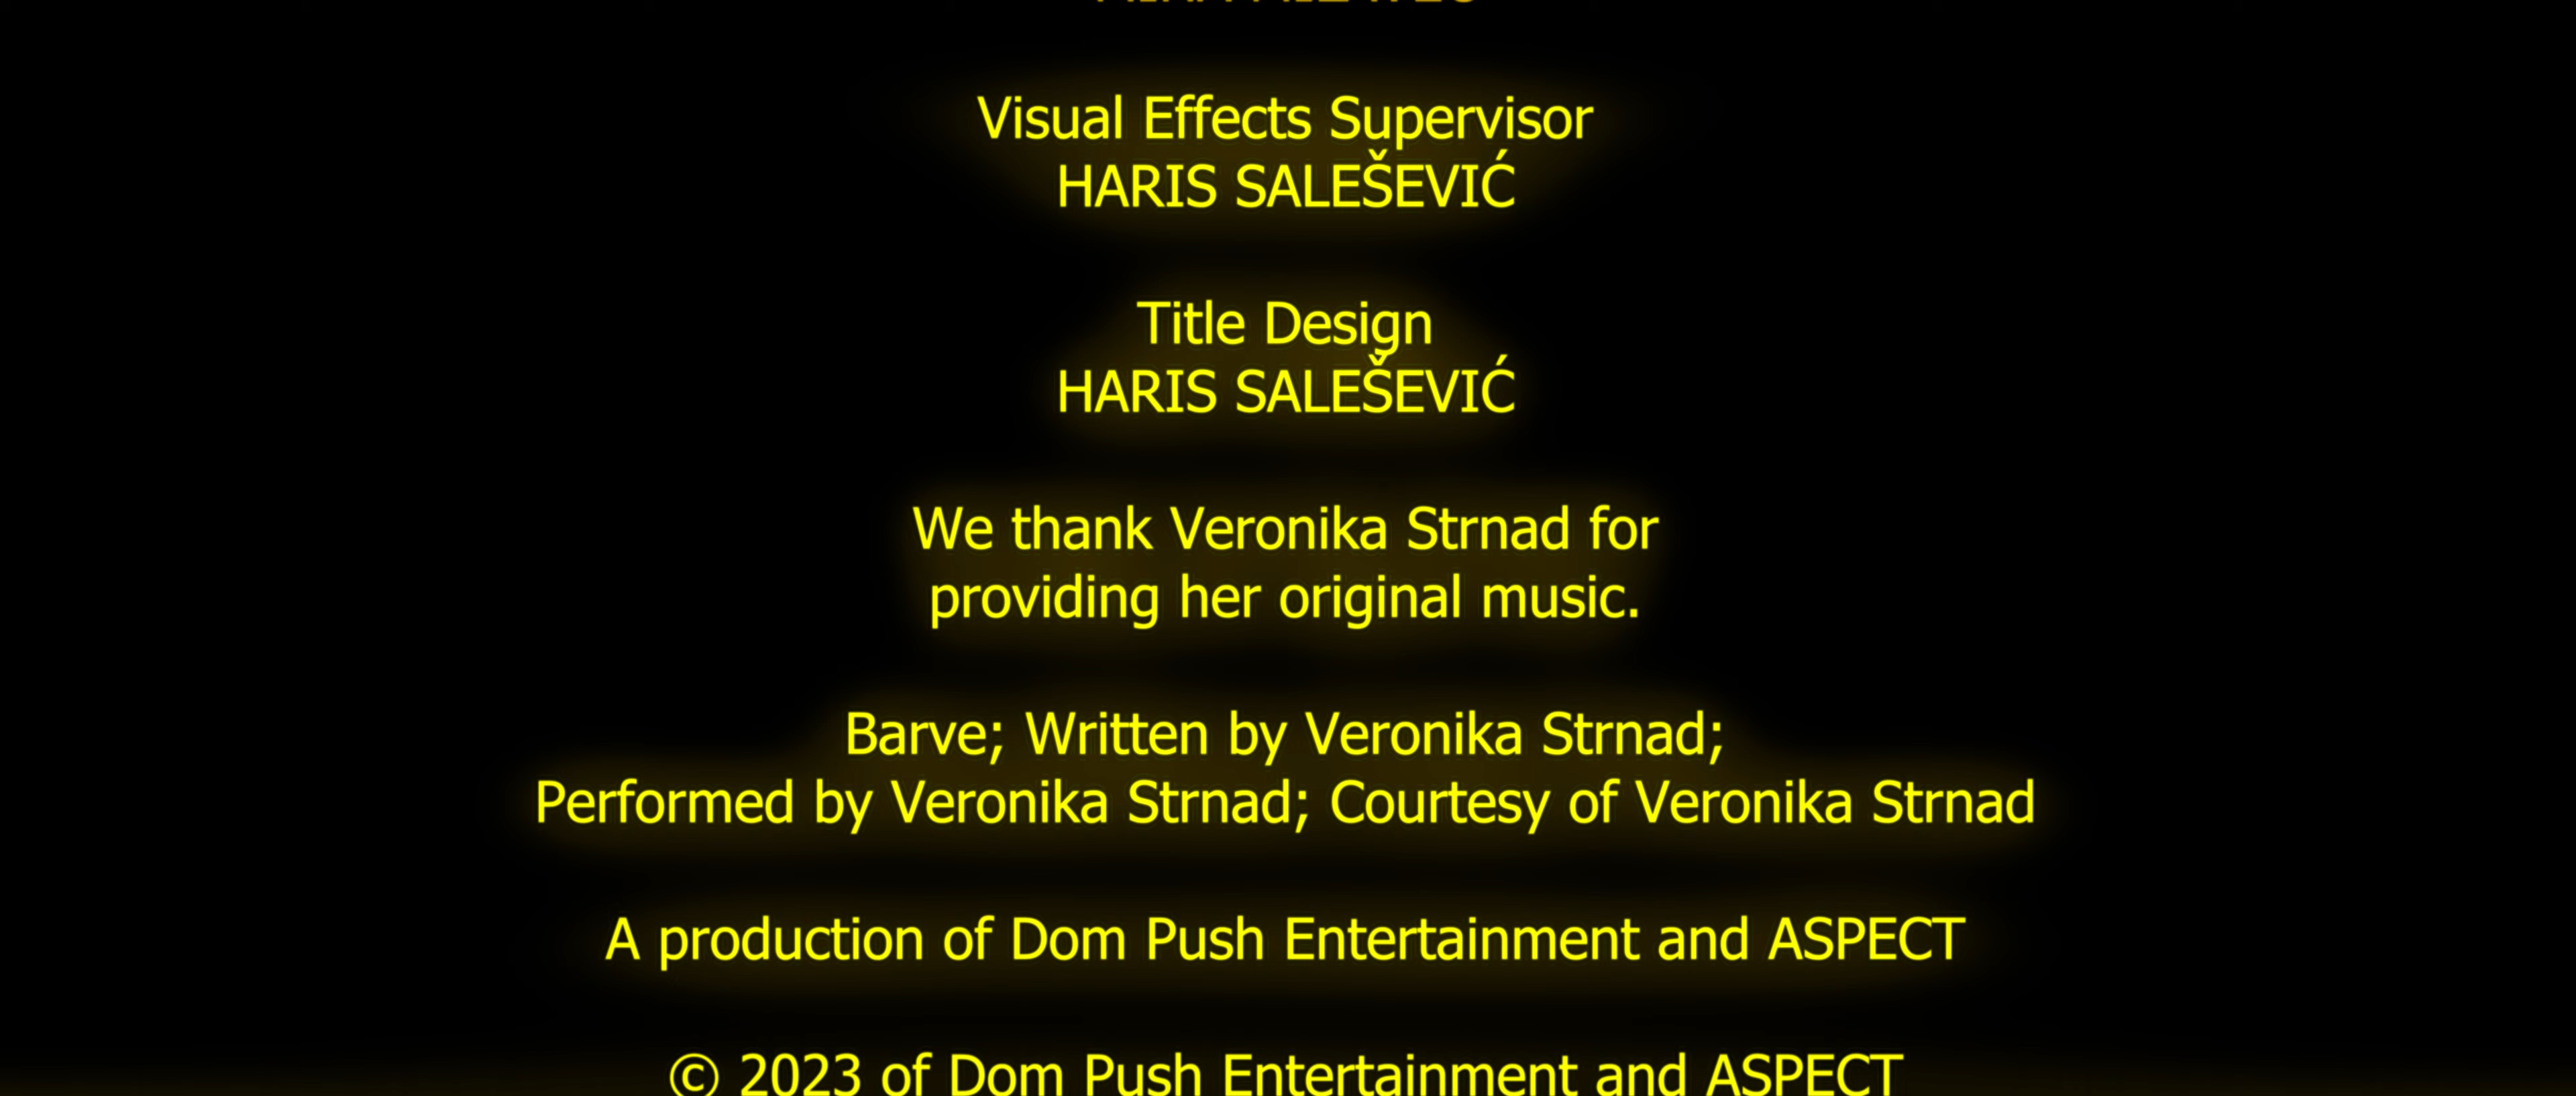 Visual Effects Supervisor
HARIS SALEŠEVIĆ
Title Design
HARIS SALEŠEVIĆ
We thank Veronika Strnad for
providing her original music.
Barve; Written by Veronika Strnad;
Performed by Veronika Strnad; Courtesy of Veronika Strnad
A production of Dom Push Entertainment and ASPECT
© 2023 of Dom Push Entertainment and ASPECT